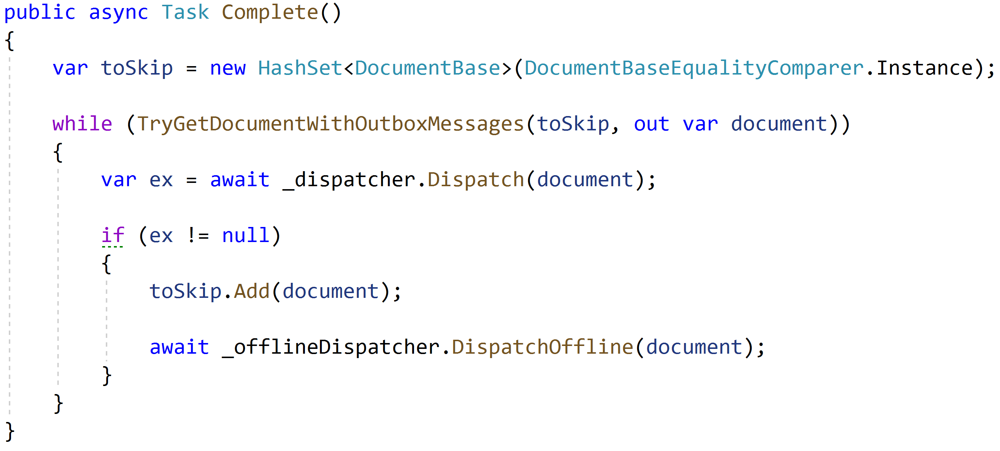 public async Task Complete()
{
    var toSkip = new HashSet<DocumentBase>(DocumentBaseEqualityComparer.Instance);
    while (TryGetDocumentWithOutboxMessages(toSkip, out var document))
    {
        var ex = await _dispatcher.Dispatch(document);
        if (ex != null)
        {
            toSkip.Add(document);
            await _offlineDispatcher.DispatchOffline(document);
        }
    }
}